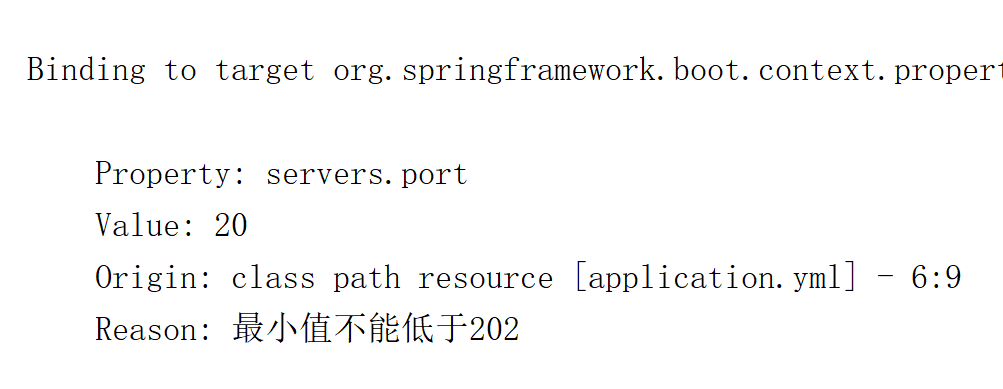 Binding to target org.springframework.boot.context.propert
Property: servers.port
Value: 20
Origin: class path resource [application.yml] - 6:9
Reason: 最小值不能低于202